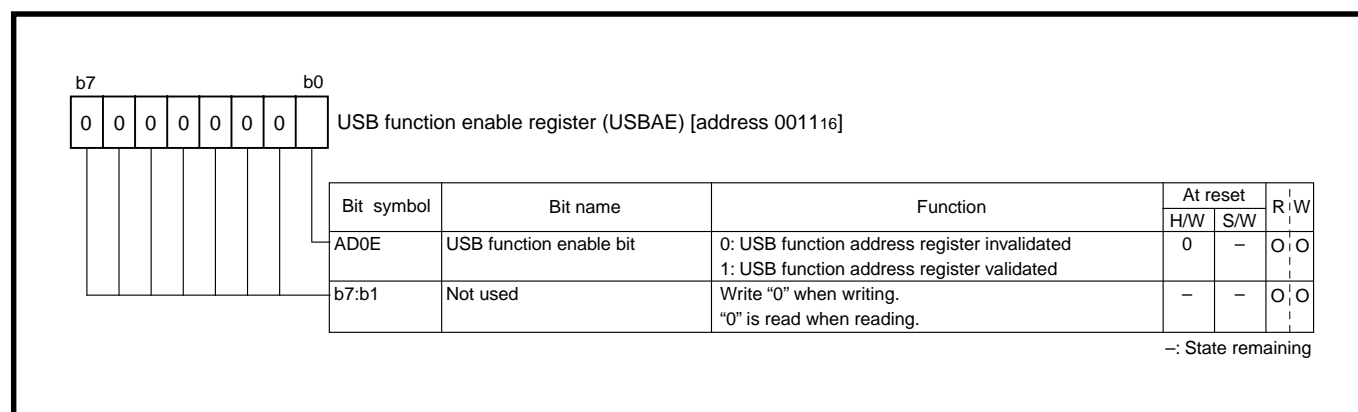 b7 b0
0 0 0 0 0 0 0 USB function enable register (USBAE) [address 001116]
Bit symbol Bit name Function At reset R W
H/W S/W
AD0E USB function enable bit 0: USB function address register invalidated 0 – O O
1: USB function address register validated
b7:b1 Not used Write “0” when writing. – – O O
“0” is read when reading.
–: State remaining